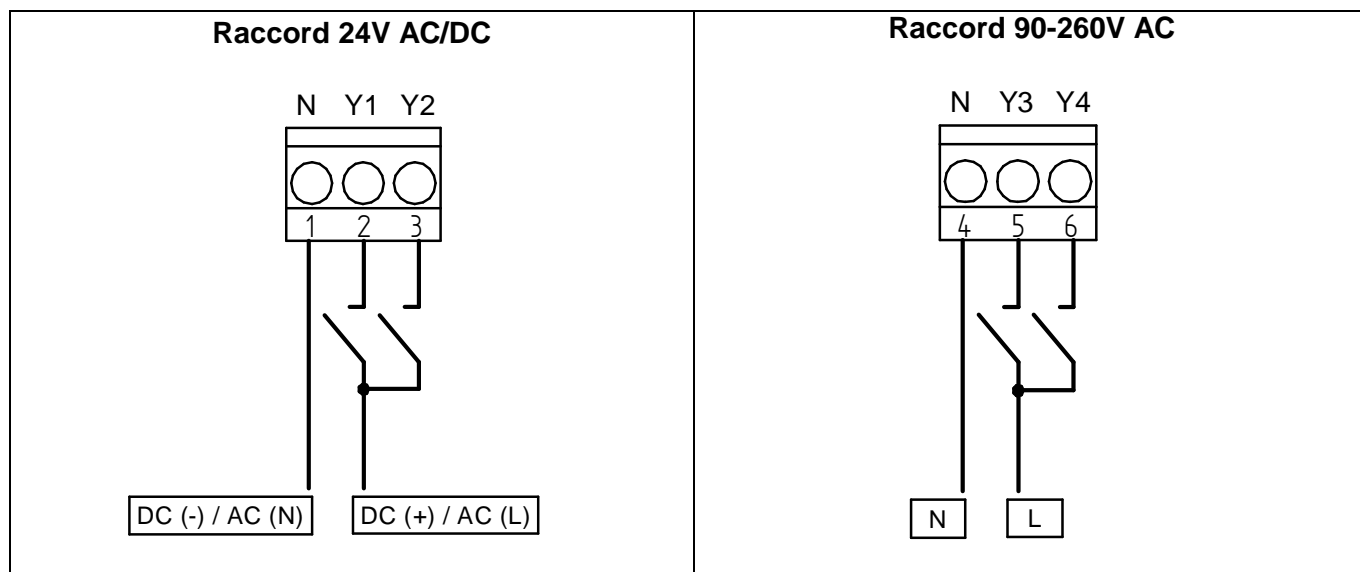 Raccord 24V AC/DC
N Y1 Y2
1 2 3
DC (-) / AC (N) DC (+) / AC (L)
Raccord 90-260V AC
N Y3 Y4
4 5 6
N L